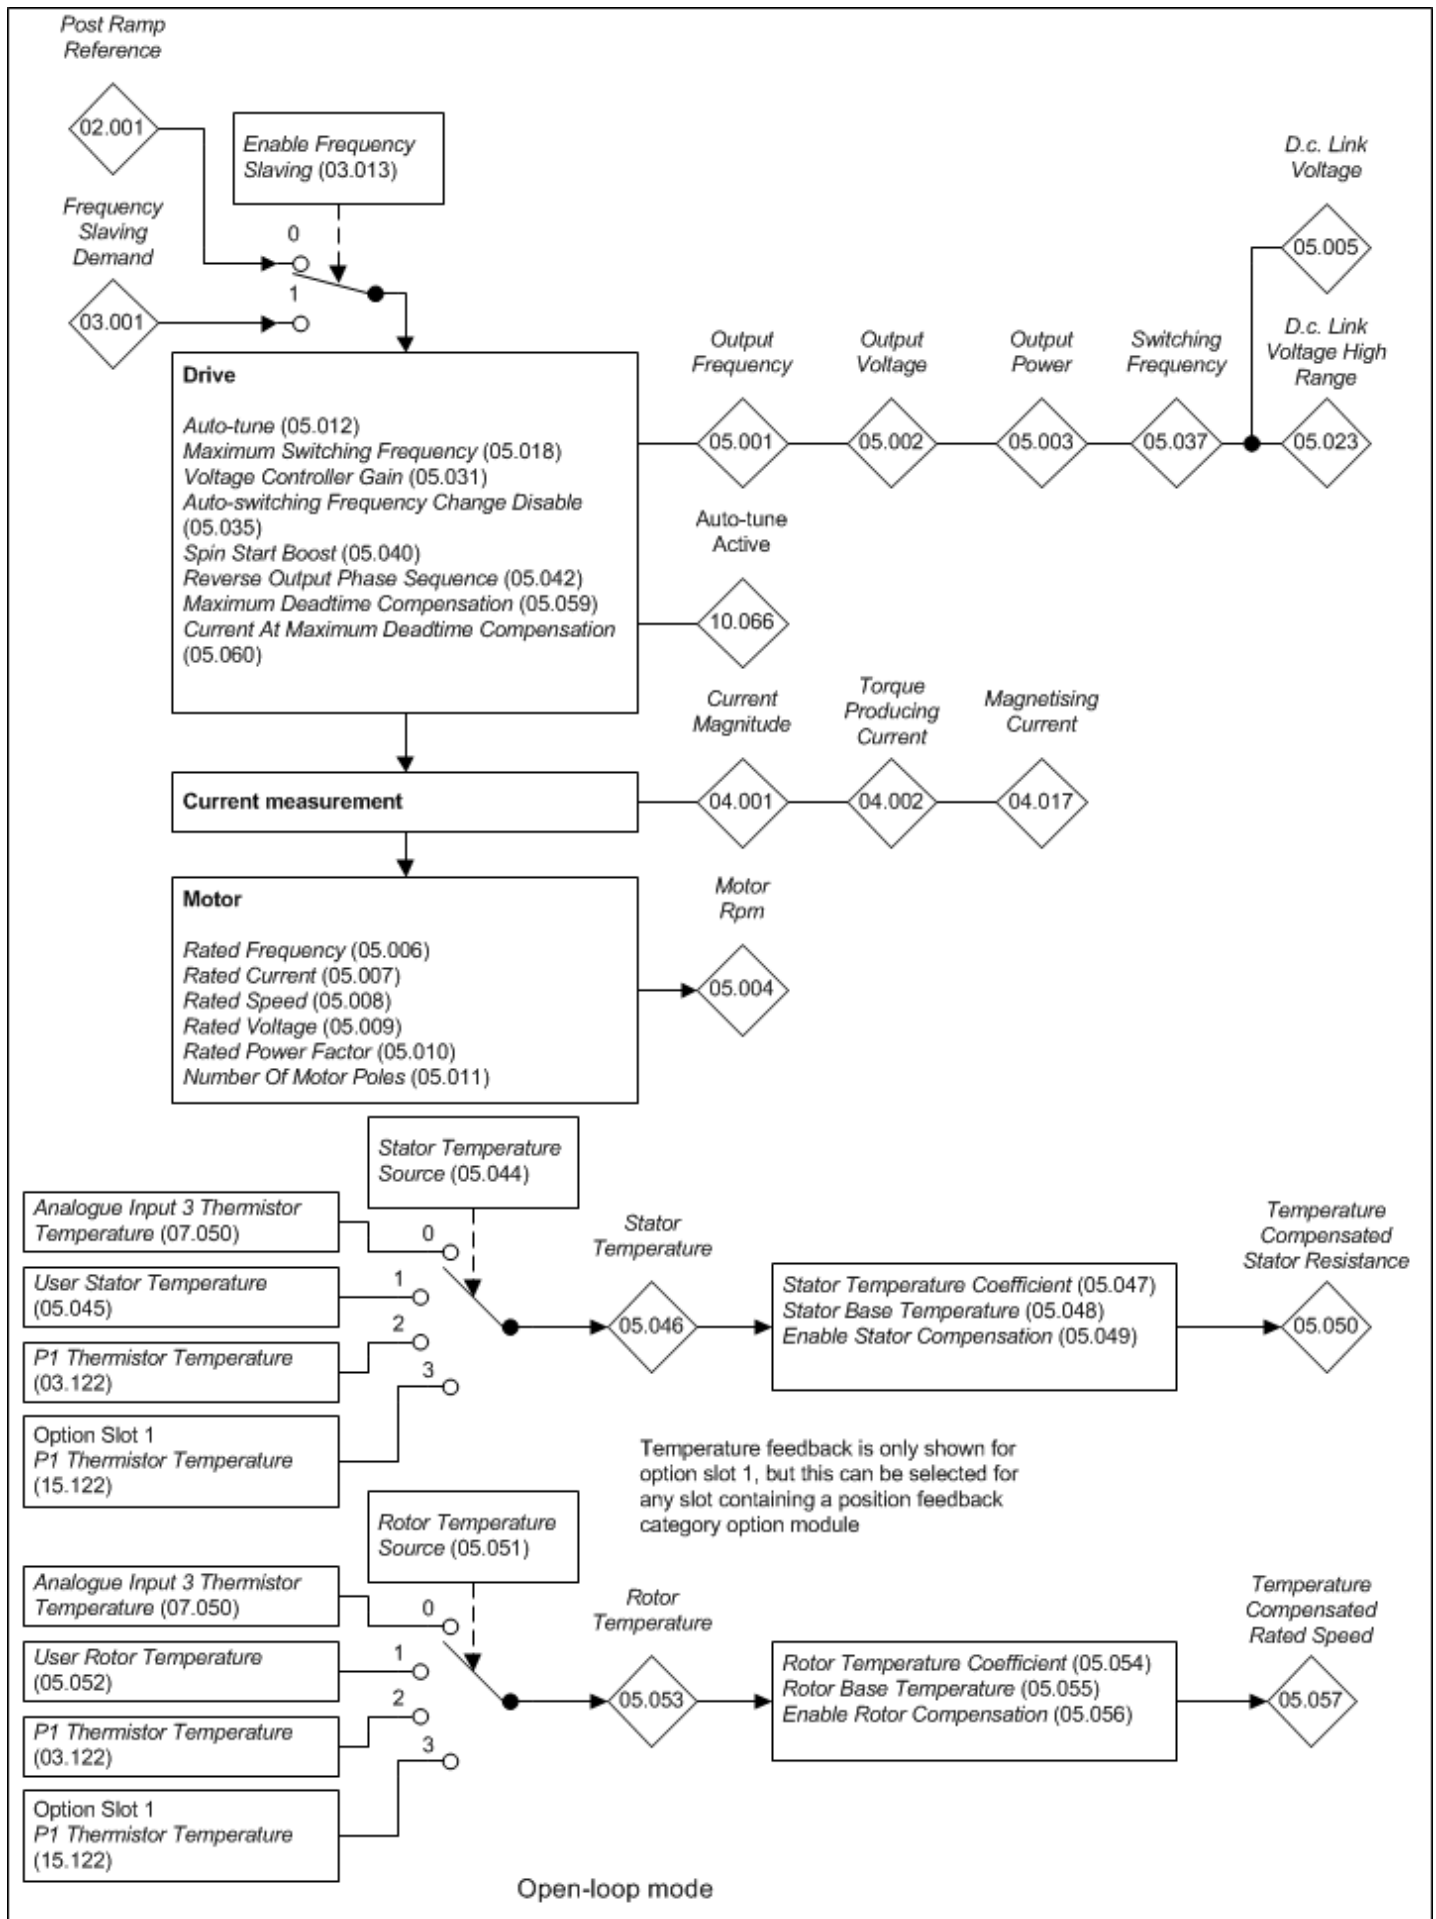 Post Ramp
Reference
02.001
Enable Frequency
Slaving (03.013)
Frequency
Slaving
Demand
0
1
03.001
D.c. Link
Voltage
05.005
Output
Frequency
Output
Voltage
Output
Power
Switching
Frequency
D.c. Link
Voltage High
Range
05.001
05.002
05.003
05.037
05.023
Drive
Auto-tune (05.012)
Maximum Switching Frequency (05.018)
Voltage Controller Gain (05.031)
Auto-switching Frequency Change Disable
(05.035)
Spin Start Boost (05.040)
Reverse Output Phase Sequence (05.042)
Maximum Deadtime Compensation (05.059)
Current At Maximum Deadtime Compensation
(05.060)
Auto-tune
Active
10.066
Current
Magnitude
Torque
Producing
Current
Magnetising
Current
Current measurement
04.001
04.002
04.017
Motor
Rated Frequency (05.006)
Rated Current (05.007)
Rated Speed (05.008)
Rated Voltage (05.009)
Rated Power Factor (05.010)
Number Of Motor Poles (05.011)
Motor
Rpm
05.004
Stator Temperature
Source (05.044)
Analogue Input 3 Thermistor
Temperature (07.050)
User Stator Temperature
(05.045)
P1 Thermistor Temperature
(03.122)
Option Slot 1
P1 Thermistor Temperature
(15.122)
0
1
2
3
Stator
Temperature
05.046
Stator Temperature Coefficient (05.047)
Stator Base Temperature (05.048)
Enable Stator Compensation (05.049)
Temperature
Compensated
Stator Resistance
05.050
Temperature feedback is only shown for
option slot 1, but this can be selected for
any slot containing a position feedback
category option module
Rotor Temperature
Source (05.051)
Analogue Input 3 Thermistor
Temperature (07.050)
User Rotor Temperature
(05.052)
P1 Thermistor Temperature
(03.122)
Option Slot 1
P1 Thermistor Temperature
(15.122)
0
1
2
3
Rotor
Temperature
05.053
Rotor Temperature Coefficient (05.054)
Rotor Base Temperature (05.055)
Enable Rotor Compensation (05.056)
Temperature
Compensated
Rated Speed
05.057
Open-loop mode